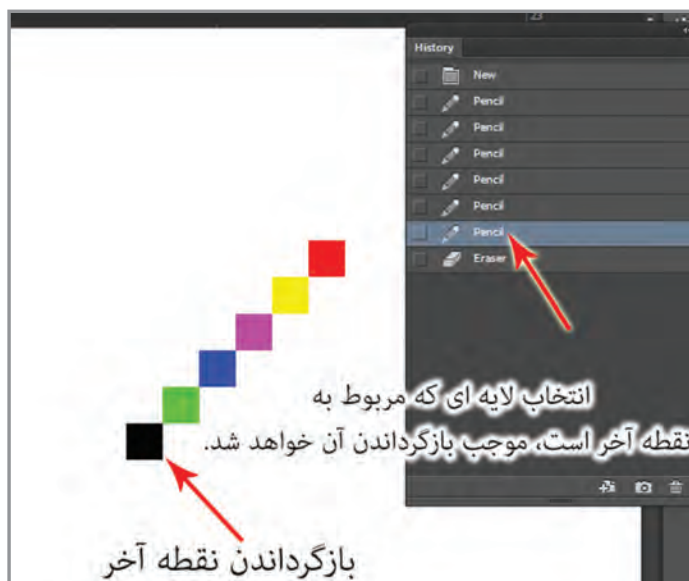 23
History
New
Pencil
Pencil
Pencil
Pencil
Pencil
Pencil
Eraser
انتخاب لایه ای که مربوط به
نقطه آخر است، موجب بازگرداندن آن خواهد شد.
بازگرداندن نقطه آخر